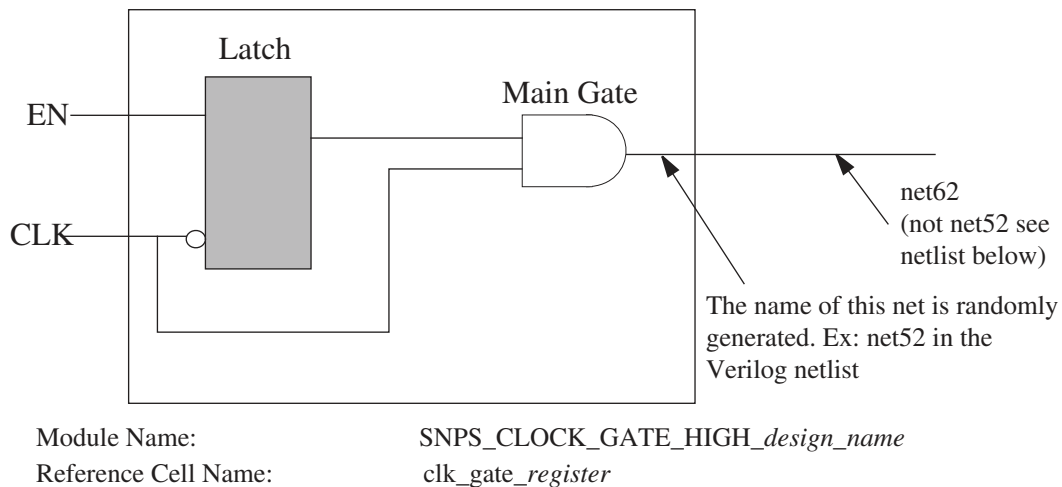 Latch
Main Gate
EN
CLK
net62
(not net52 see
netlist below)
The name of this net is randomly
generated. Ex: net52 in the
Verilog netlist
Module Name: SNPS_CLOCK_GATE_HIGH_design_name
Reference Cell Name: clk_gate_register